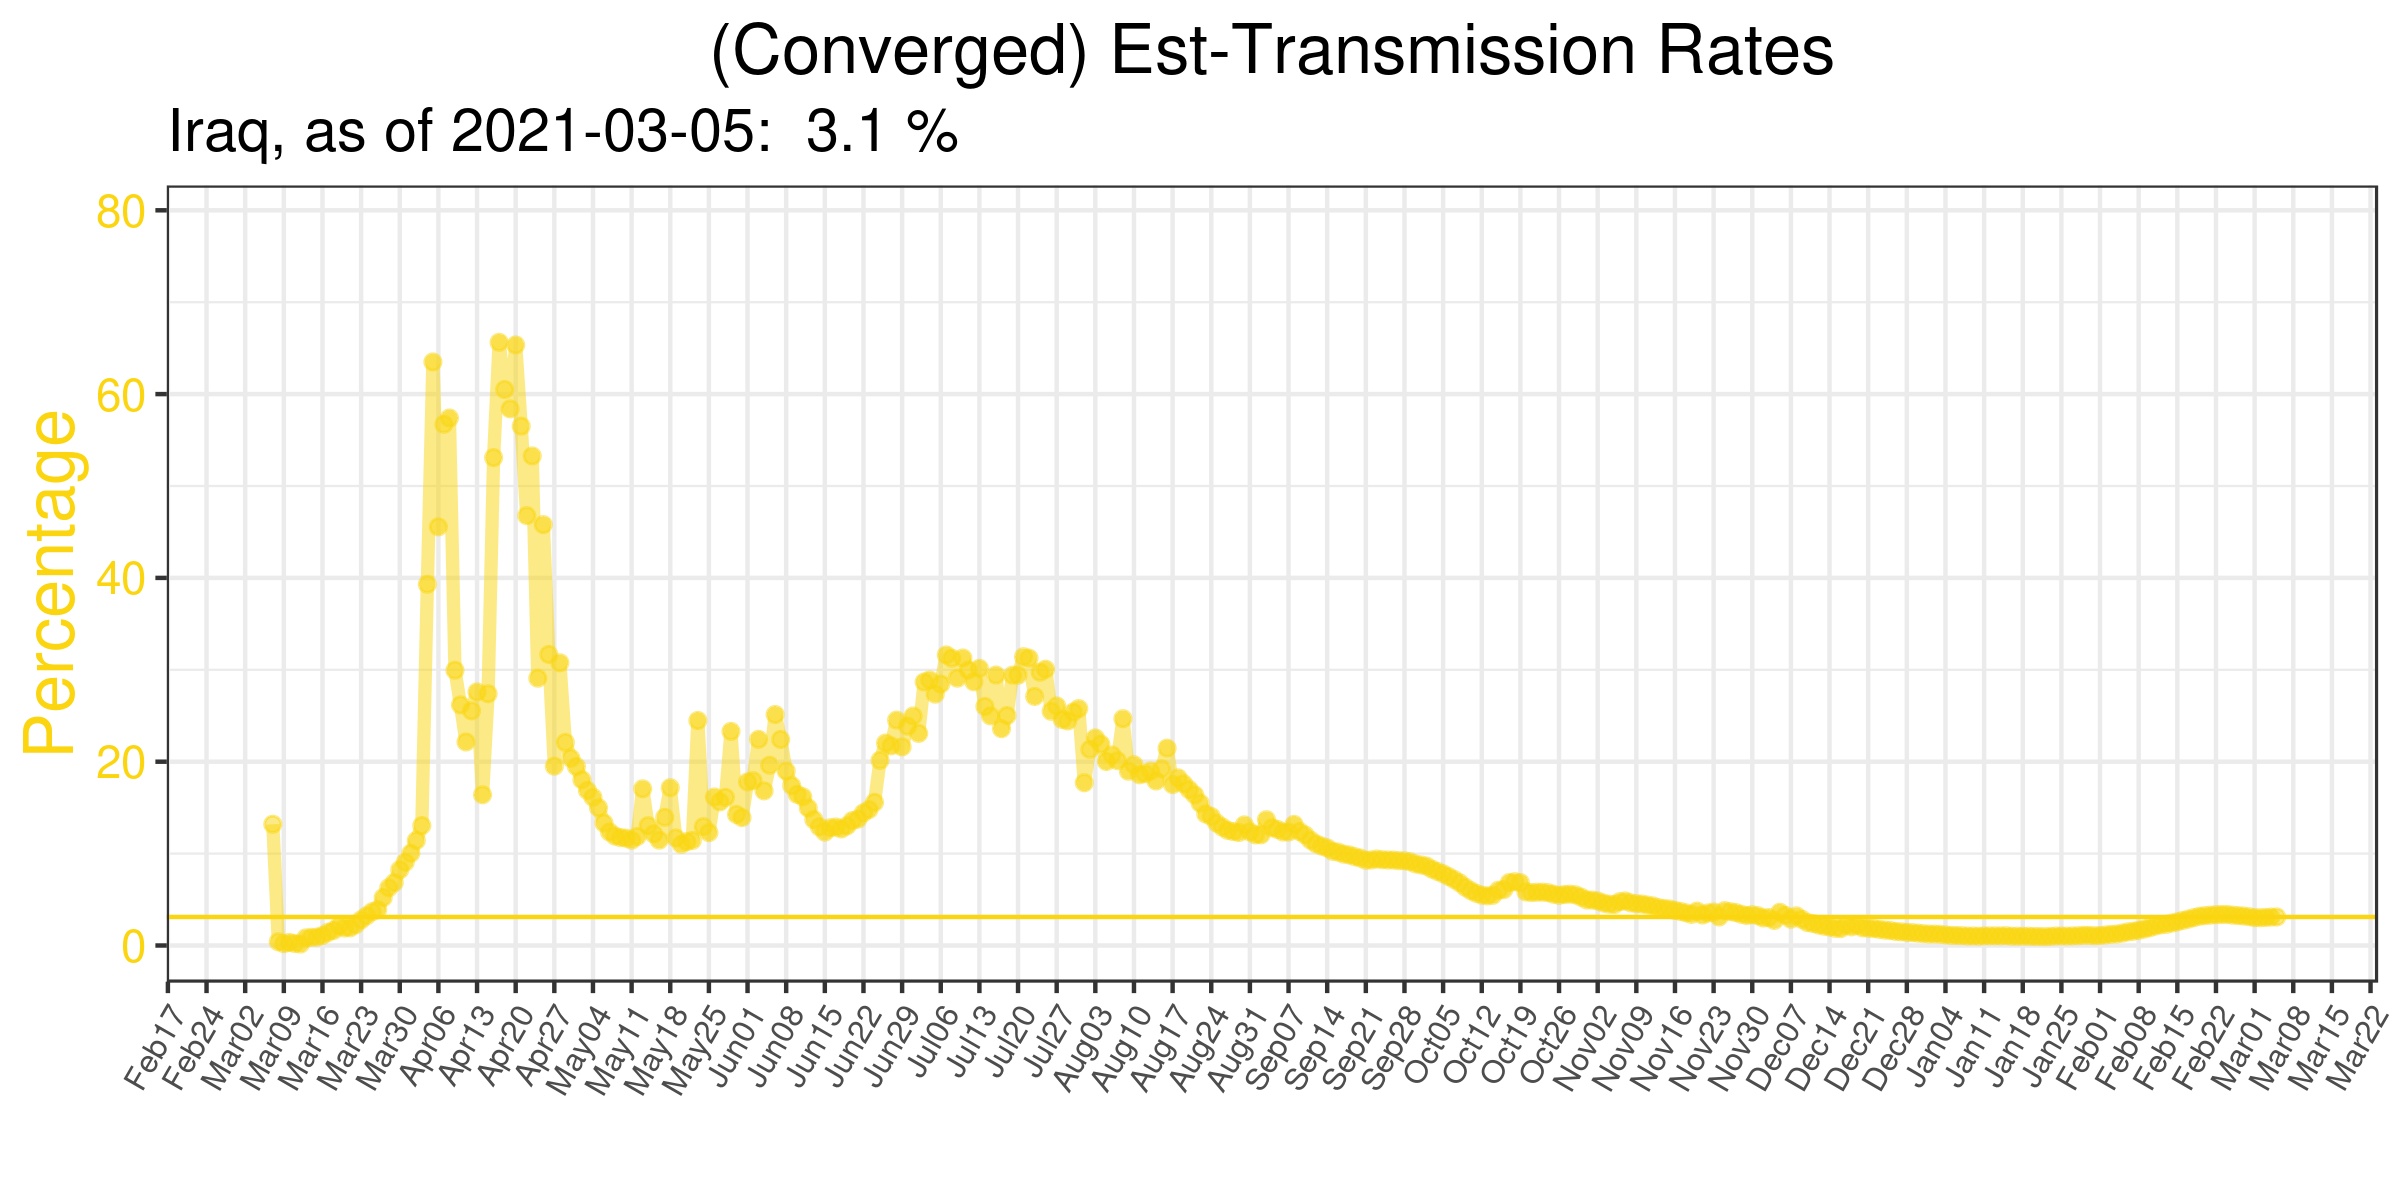 (Converged) Est-Transmission Rates
Iraq, as of 2021-03-05:  3.1 %
Percentage
80
60
40
20
0
Feb17
Feb24
Mar02
Mar09
Mar16
Mar23
Mar30
Apr06
Apr13
Apr20
Apr27
May04
May11
May18
May25
Jun01
Jun08
Jun15
Jun22
Jun29
Jul06
Jul13
Jul20
Jul27
Aug03
Aug10
Aug17
Aug24
Aug31
Sep07
Sep14
Sep21
Sep28
Oct05
Oct12
Oct19
Oct26
Nov02
Nov09
Nov16
Nov23
Nov30
Dec07
Dec14
Dec21
Dec28
Jan04
Jan11
Jan18
Jan25
Feb01
Feb08
Feb15
Feb22
Mar01
Mar08
Mar15
Mar22